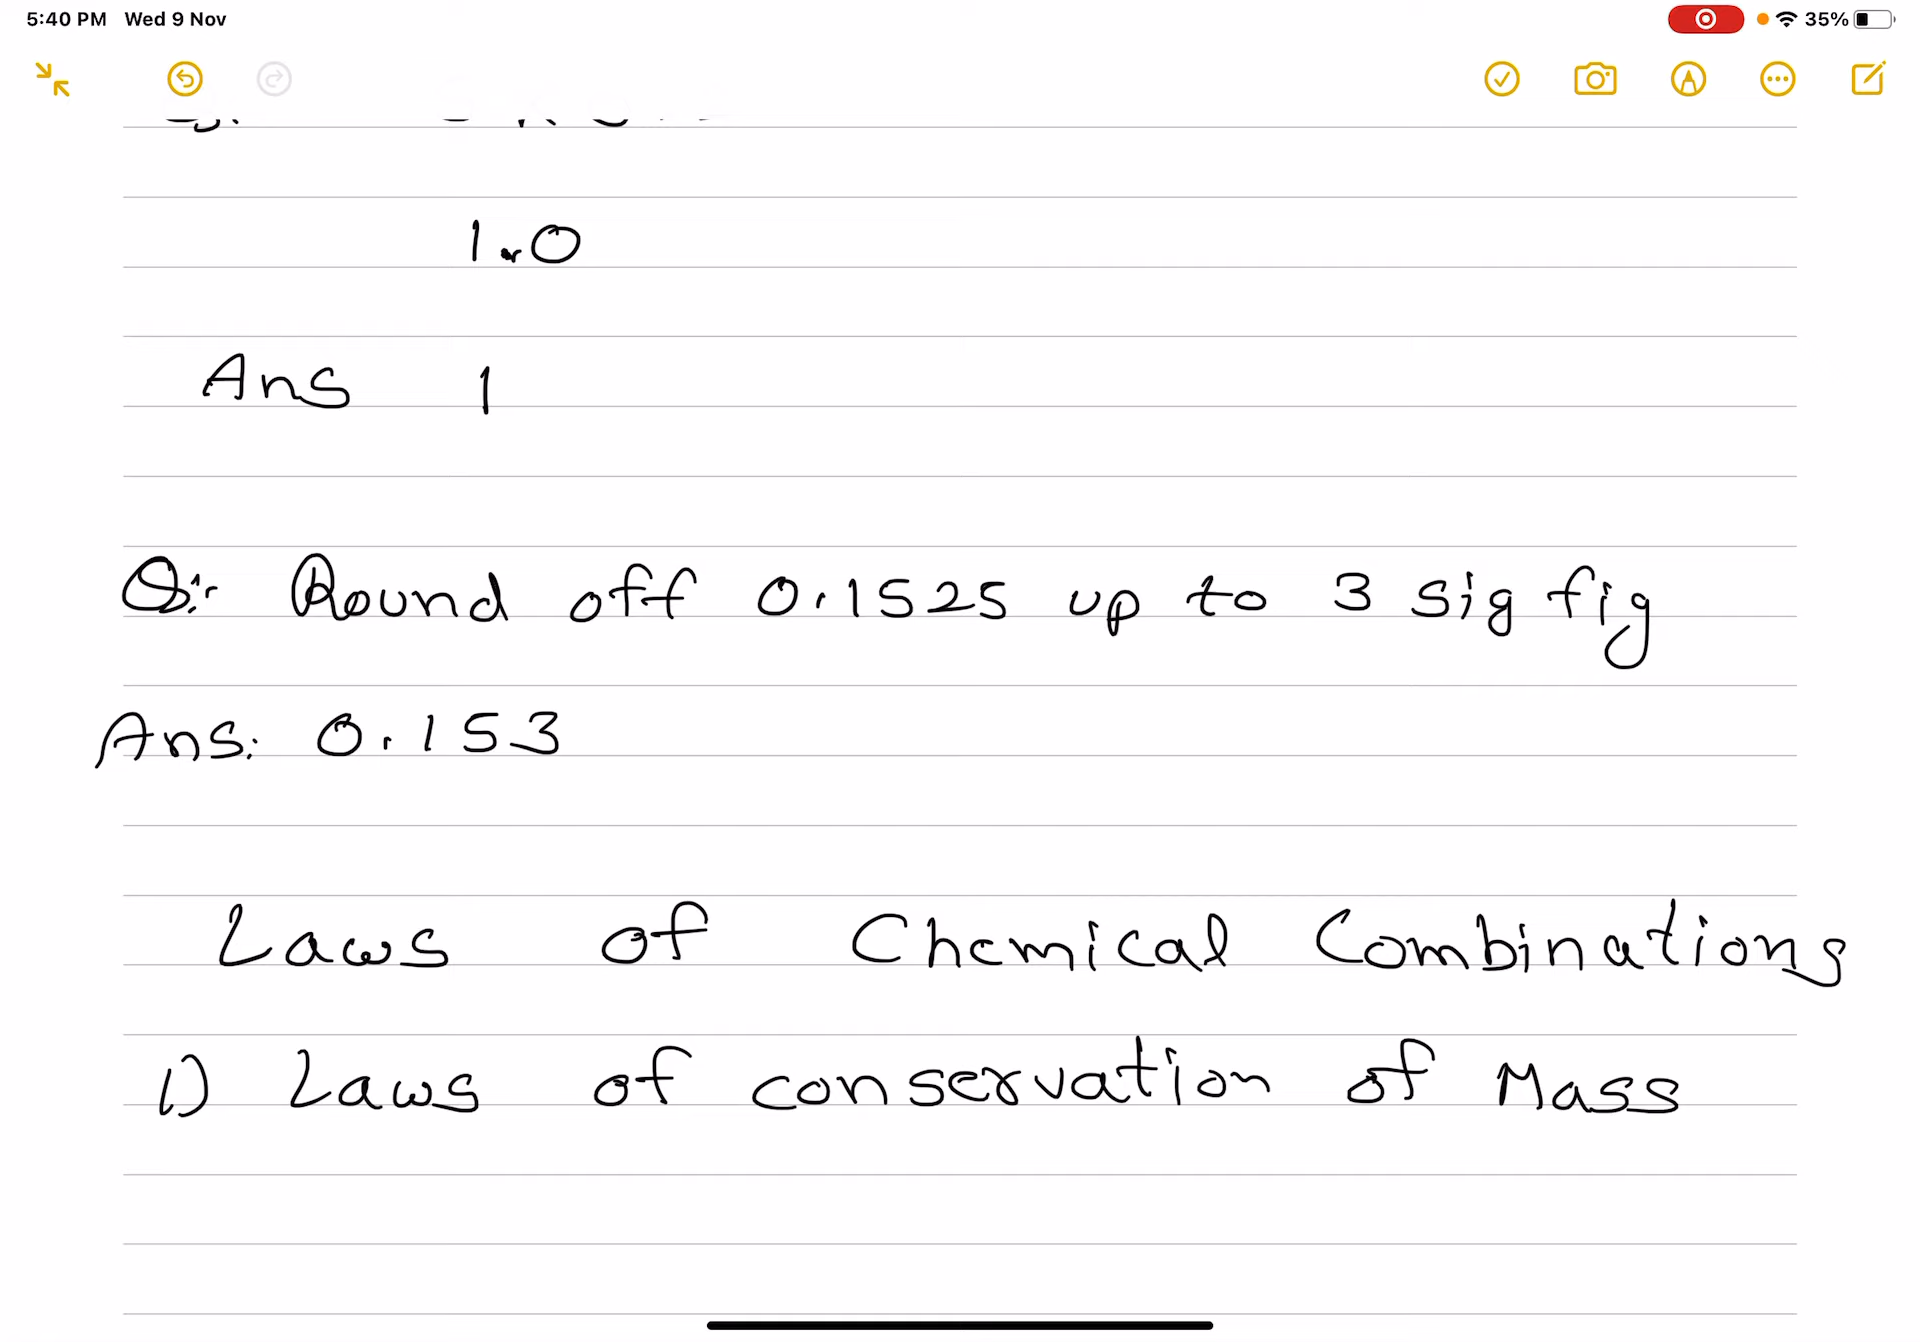 5:40 PM Wed 9 Nov 35%
1.0
Ans 1
Q:- Round off 0.1525 up to 3 sig fig
Ans: 0.153
Laws of Chemical Combinations
1) Laws of conservation of Mass